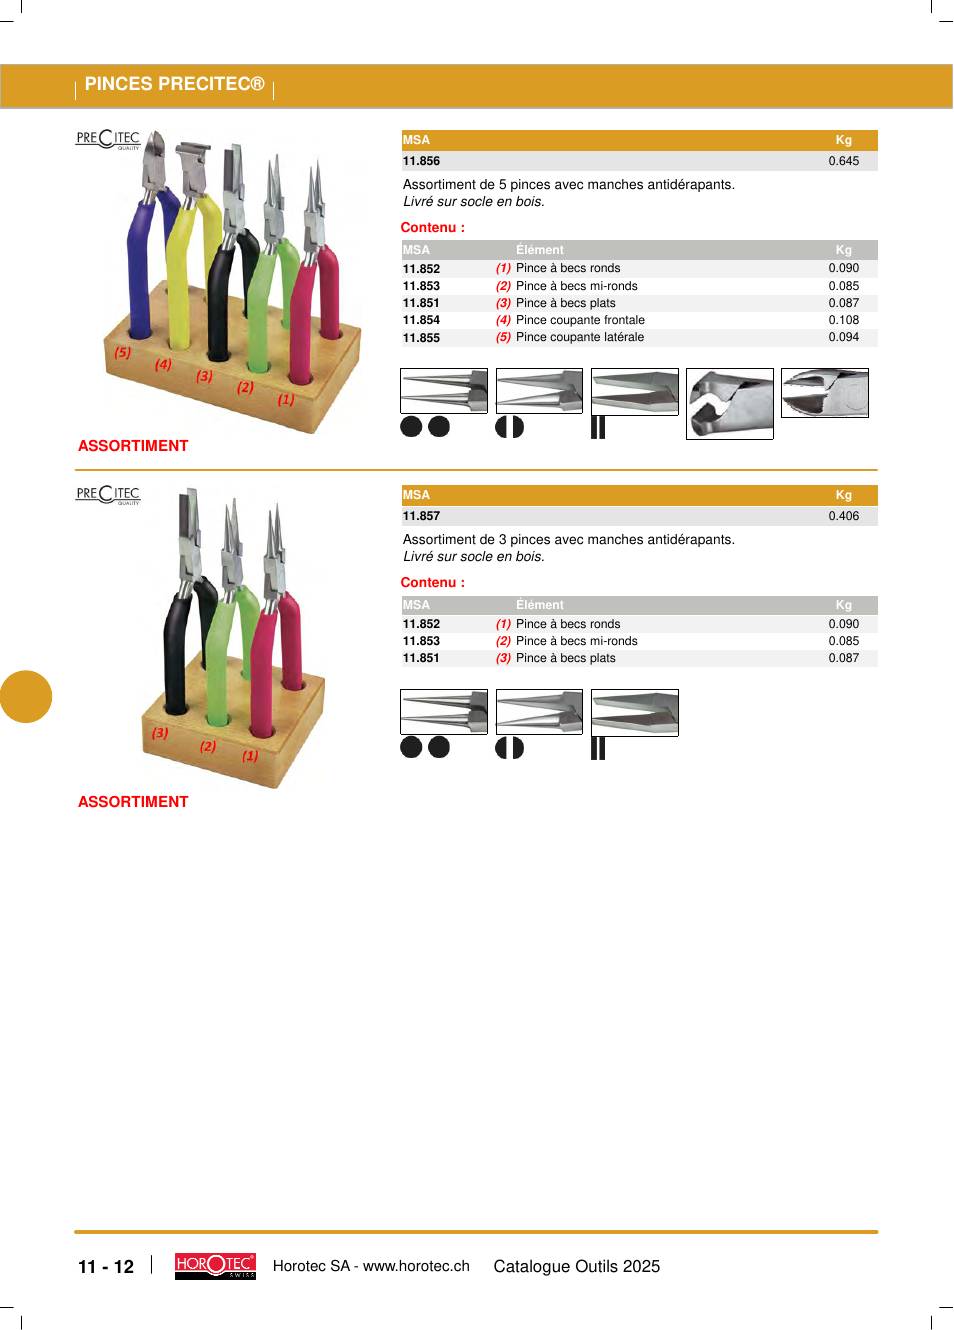 PINCES PRECITEC®
PRECITEC
QUALITY
(5)
(4)
(3)
(2)
(1)
ASSORTIMENT
MSA Kg
11.856 0.645
Assortiment de 5 pinces avec manches antidérapants.
Livré sur socle en bois.
Contenu :
MSA Élément Kg
11.852 (1) Pince à becs ronds 0.090
11.853 (2) Pince à becs mi-ronds 0.085
11.851 (3) Pince à becs plats 0.087
11.854 (4) Pince coupante frontale 0.108
11.855 (5) Pince coupante latérale 0.094
PRECITEC
QUALITY
(3)
(2)
(1)
ASSORTIMENT
MSA Kg
11.857 0.406
Assortiment de 3 pinces avec manches antidérapants.
Livré sur socle en bois.
Contenu :
MSA Élément Kg
11.852 (1) Pince à becs ronds 0.090
11.853 (2) Pince à becs mi-ronds 0.085
11.851 (3) Pince à becs plats 0.087
11 - 12
HOROTEC®
SWISS
Horotec SA - www.horotec.ch Catalogue Outils 2025